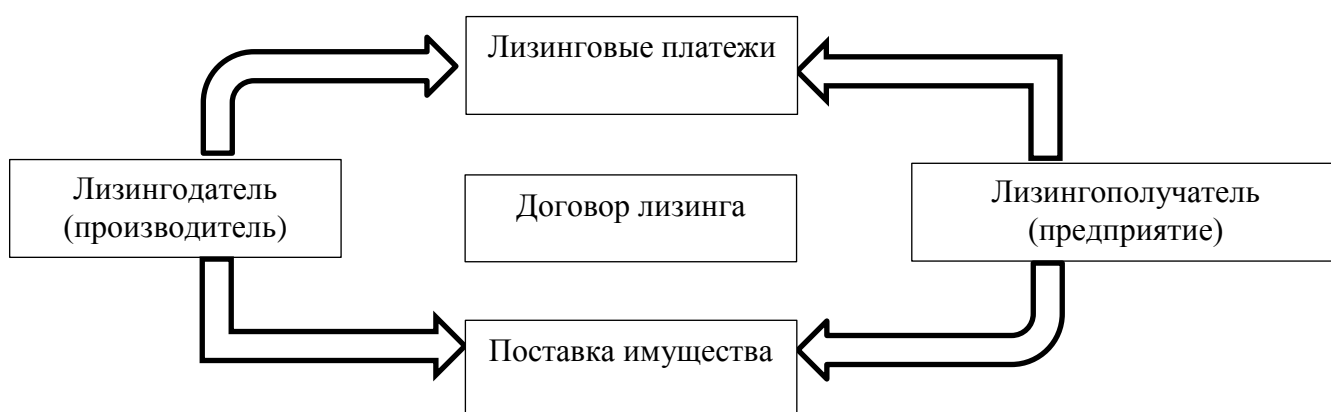 Лизинговые платежи
Лизингодатель
(производитель)
Договор лизинга
Лизингополучатель
(предприятие)
Поставка имущества